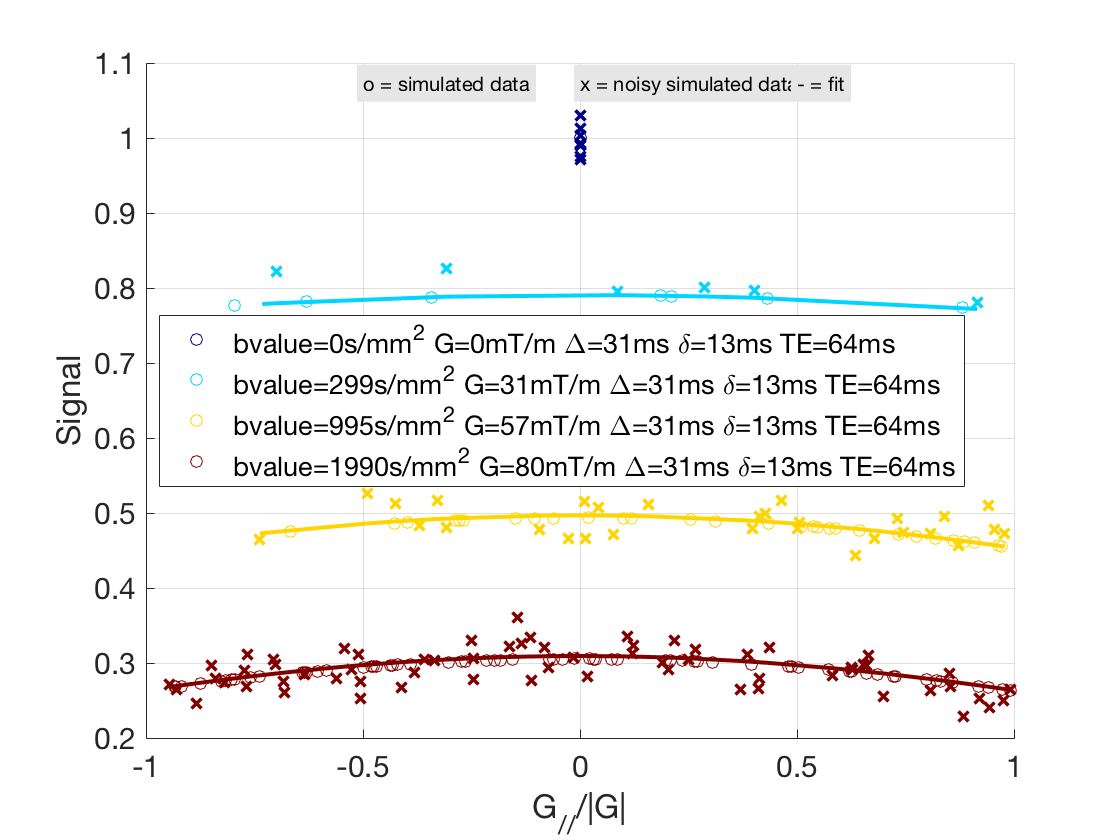 1.1
o = simulated data
x = noisy simulated data
- = fit
1
0.9
0.8
0.7
0.6
0.5
0.4
0.3
0.2
Signal
bvalue=0s/mm² G=0mT/m Δ=31ms δ=13ms TE=64ms
bvalue=299s/mm² G=31mT/m Δ=31ms δ=13ms TE=64ms
bvalue=995s/mm² G=57mT/m Δ=31ms δ=13ms TE=64ms
bvalue=1990s/mm² G=80mT/m Δ=31ms δ=13ms TE=64ms
-1 -0.5 0 0.5 1
G_///|G|